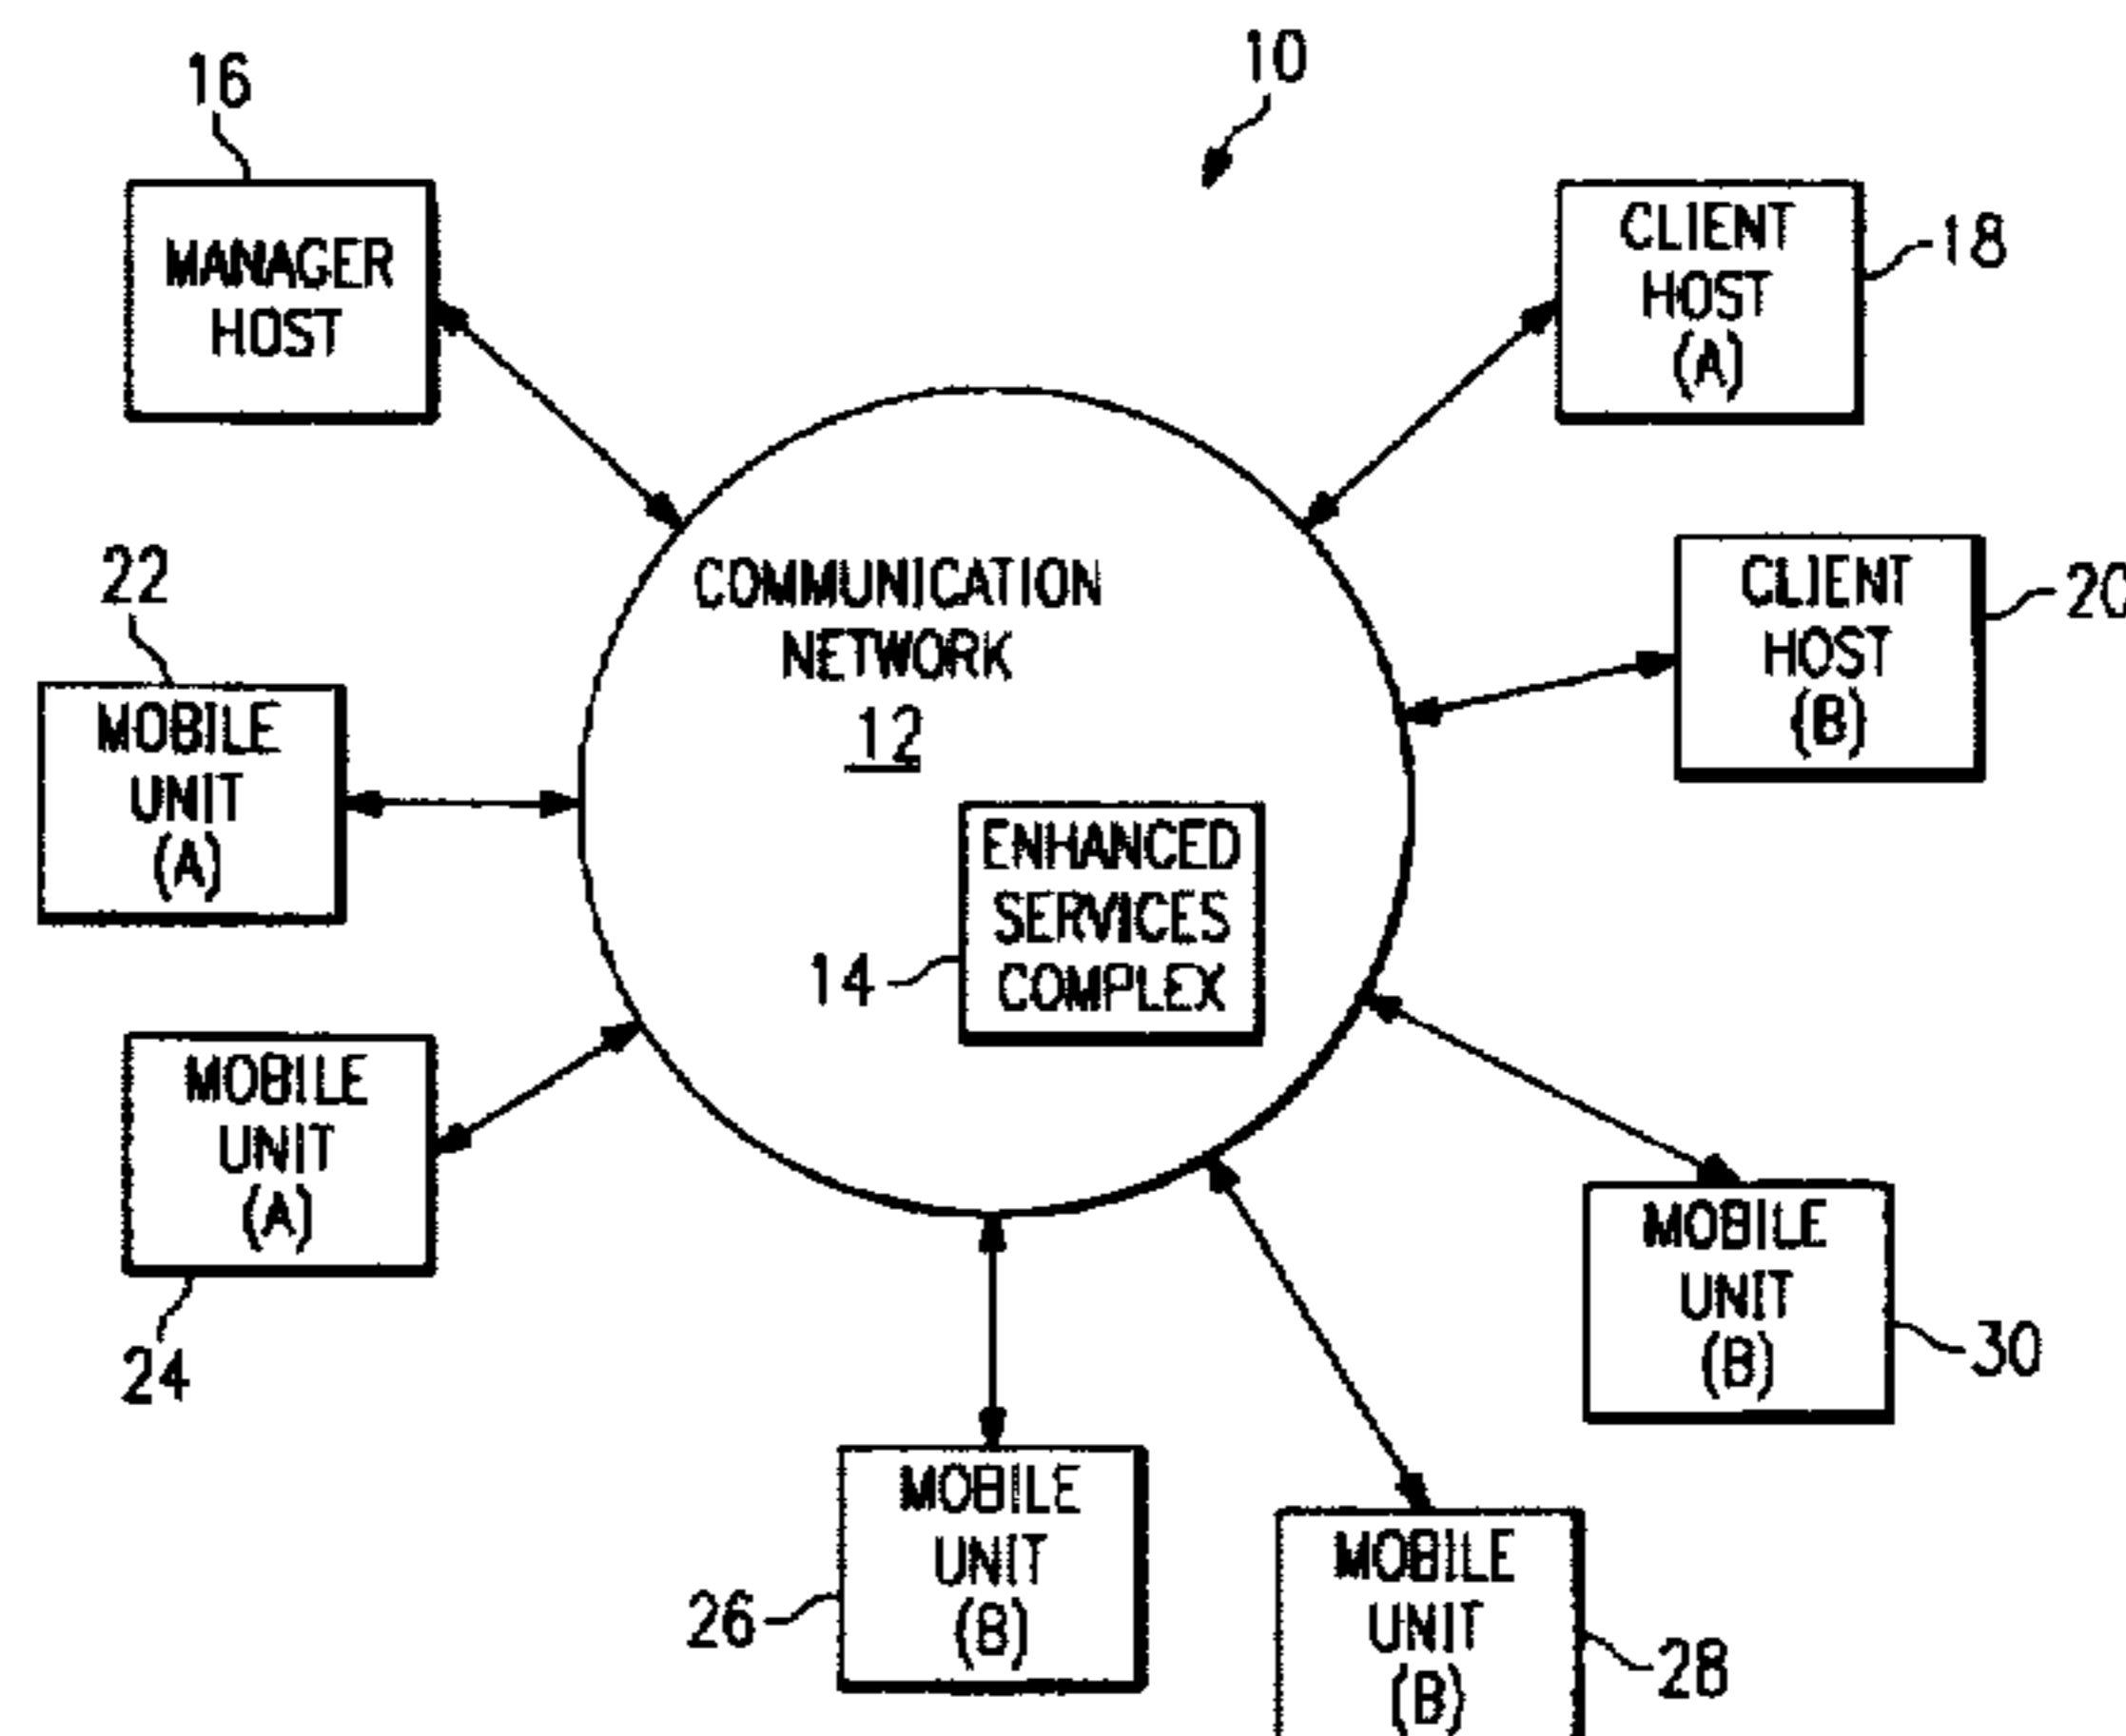 10
16
MANAGER
HOST
CLIENT
HOST
(A)
18
CLIENT
HOST
(B)
20
COMMUNICATION
NETWORK
12
22
MOBILE
UNIT
(A)
ENHANCED
SERVICES
COMPLEX
14
MOBILE
UNIT
(A)
24
MOBILE
UNIT
(B)
30
MOBILE
UNIT
(B)
26
MOBILE
UNIT
(B)
28